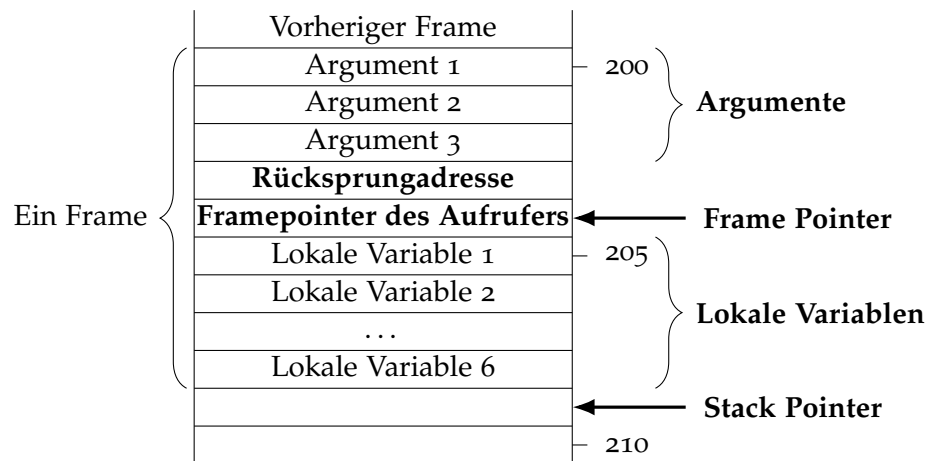 Vorheriger Frame
Argument 1
200
Argument 2
Argumente
Argument 3
Rücksprungadresse
Ein Frame
Framepointer des Aufrufers
Frame Pointer
Lokale Variable 1
205
Lokale Variable 2
Lokale Variablen
...
Lokale Variable 6
Stack Pointer
210